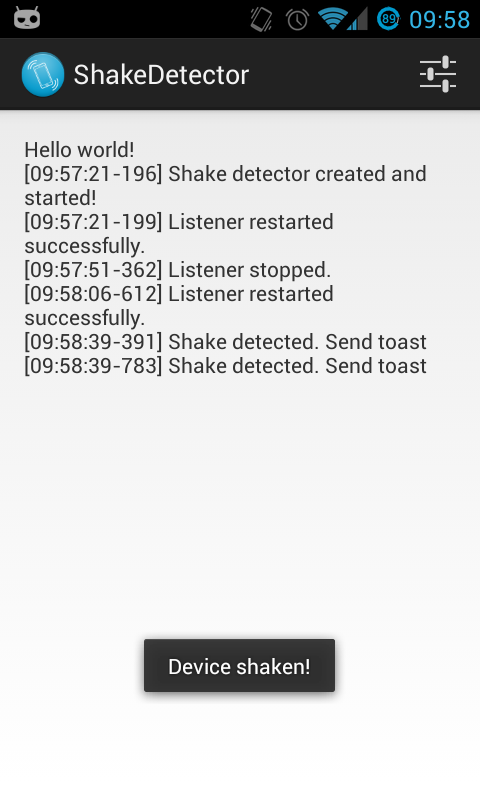 89
09:58
ShakeDetector
Hello world!
[09:57:21-196] Shake detector created and
started!
[09:57:21-199] Listener restarted
successfully.
[09:57:51-362] Listener stopped.
[09:58:06-612] Listener restarted
successfully.
[09:58:39-391] Shake detected. Send toast
[09:58:39-783] Shake detected. Send toast
Device shaken!